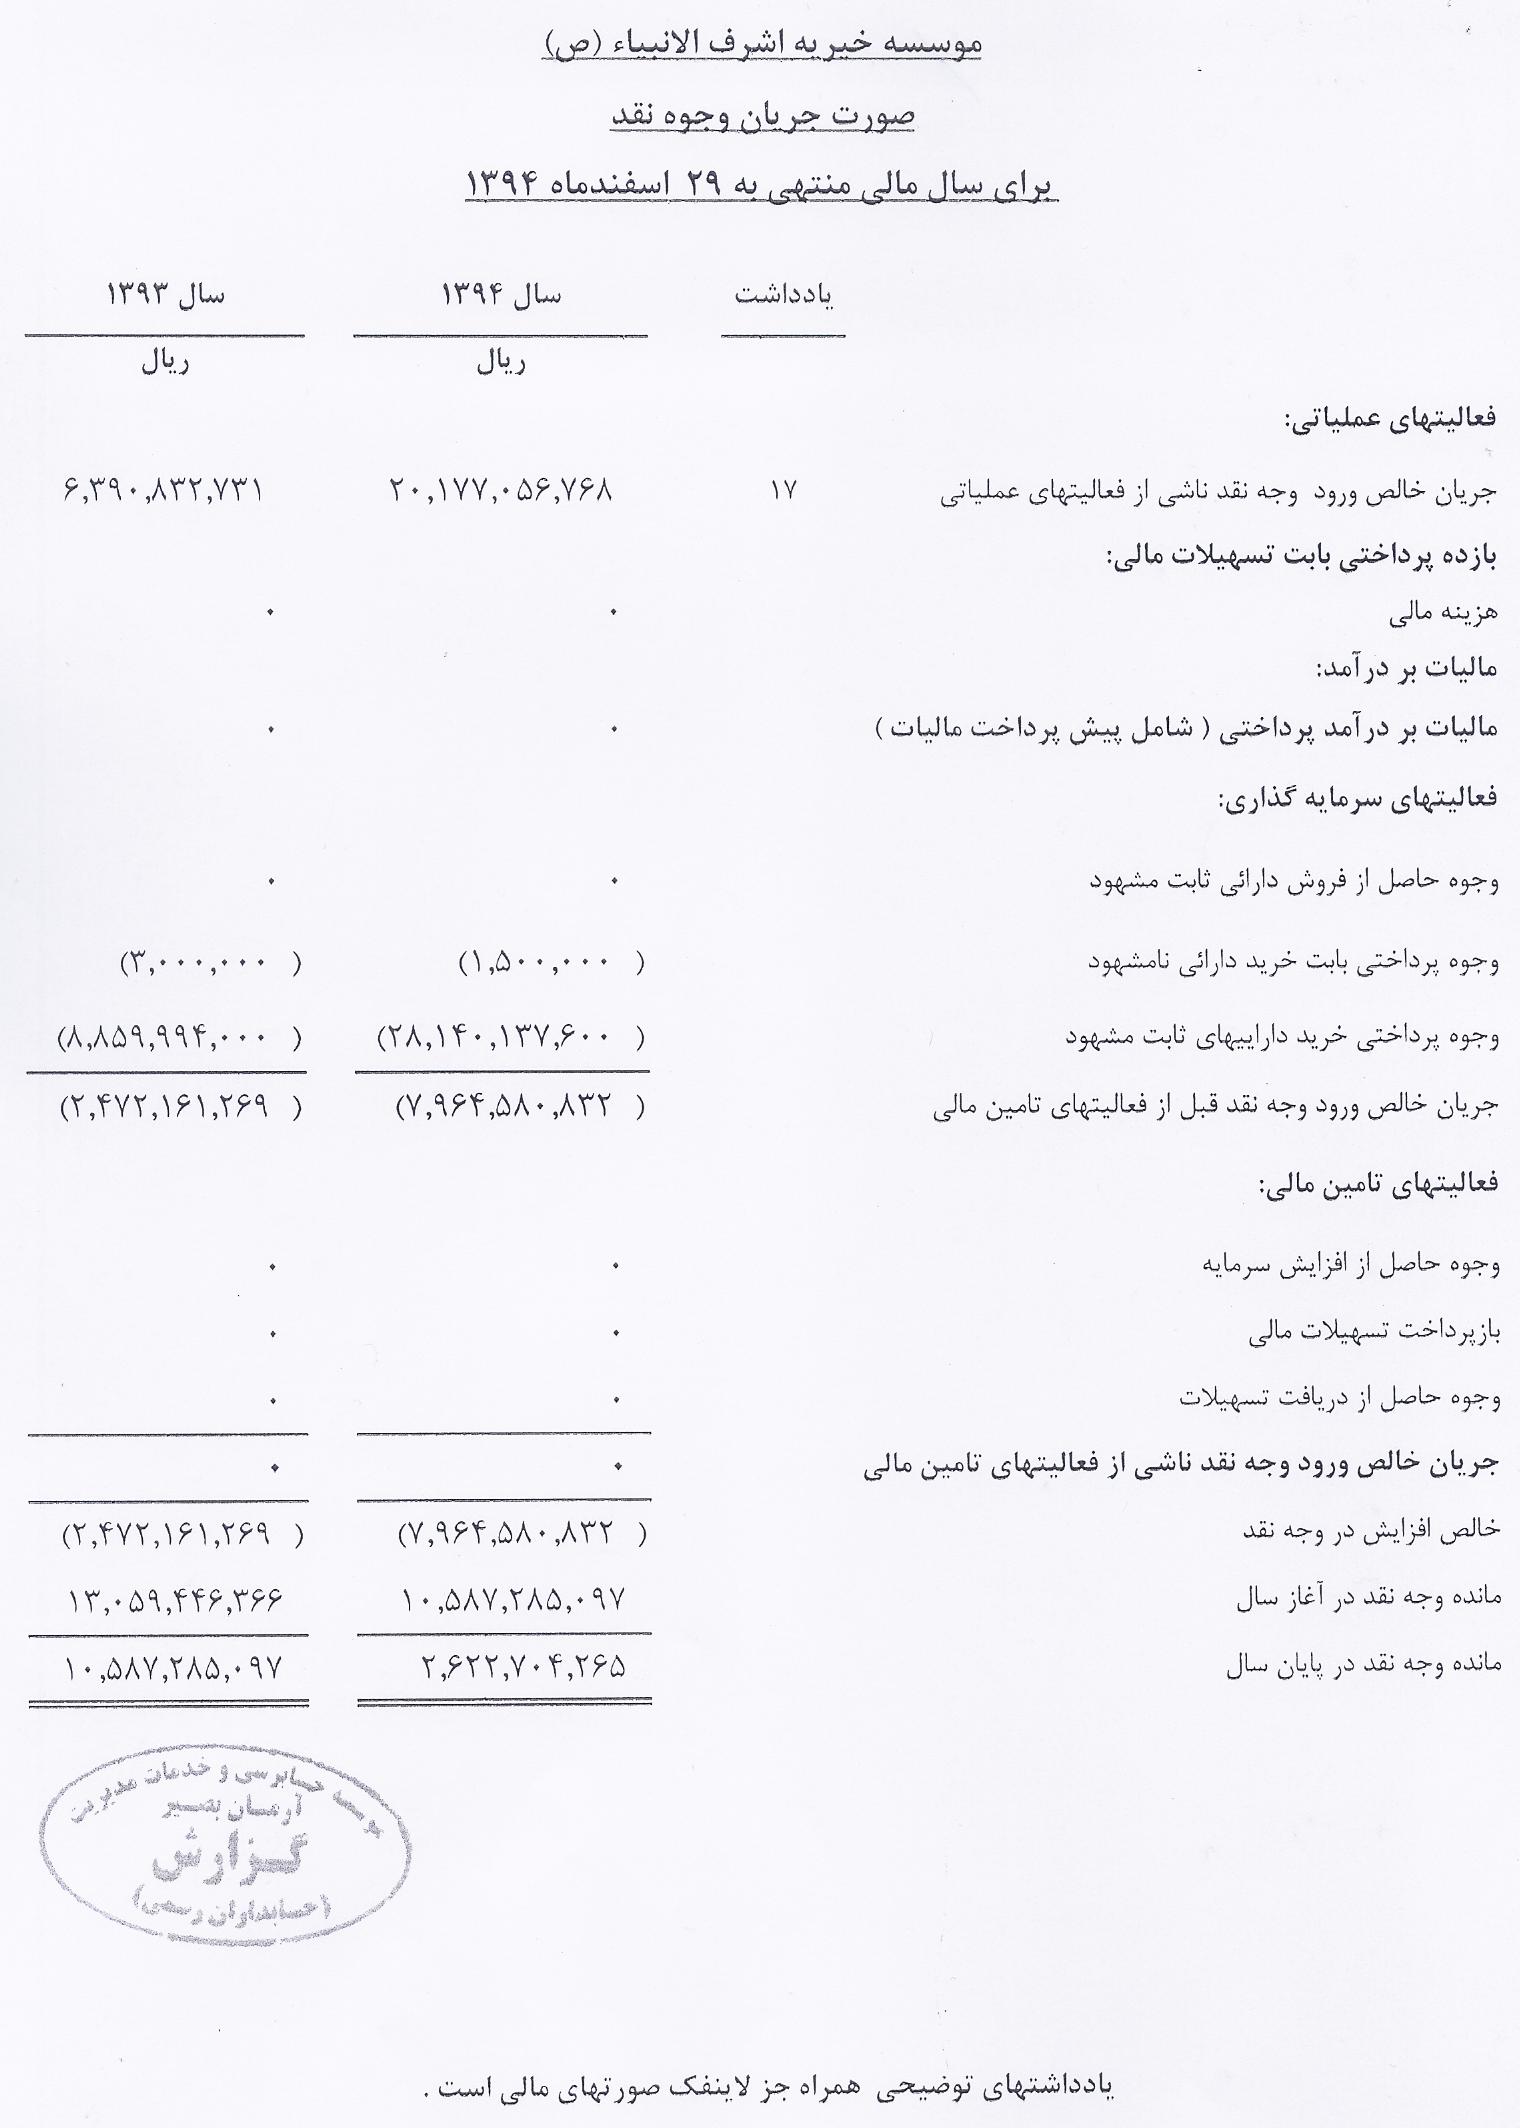 موسسه خیریه اشرف الانبیاء (ص)
صورت جریان وجوه نقد
برای سال مالی منتهی به ۲۹ اسفندماه ۱۳۹۴
یادداشت سال ۱۳۹۴ سال ۱۳۹۳
ریال ریال
فعالیتهای عملیاتی:
جریان خالص ورود وجه نقد ناشی از فعالیتهای عملیاتی ۱۷ ۲۰,۱۷۷,۰۵۶,۷۶۸ ۶,۳۹۰,۸۳۲,۷۳۱
بازده پرداختی بابت تسهیلات مالی:
هزینه مالی ۰ ۰
مالیات بر درآمد:
مالیات بر درآمد پرداختی ( شامل پیش پرداخت مالیات ) ۰ ۰
فعالیتهای سرمایه گذاری:
وجوه حاصل از فروش دارائی ثابت مشهود ۰ ۰
وجوه پرداختی بابت خرید دارائی نامشهود (۱,۵۰۰,۰۰۰) (۳,۰۰۰,۰۰۰)
وجوه پرداختی خرید داراییهای ثابت مشهود (۲۸,۱۴۰,۱۳۷,۶۰۰) (۸,۸۵۹,۹۹۴,۰۰۰)
جریان خالص ورود وجه نقد قبل از فعالیتهای تامین مالی (۷,۹۶۴,۵۸۰,۸۳۲) (۲,۴۷۲,۱۶۱,۲۶۹)
فعالیتهای تامین مالی:
وجوه حاصل از افزایش سرمایه ۰ ۰
بازپرداخت تسهیلات مالی ۰ ۰
وجوه حاصل از دریافت تسهیلات ۰ ۰
جریان خالص ورود وجه نقد ناشی از فعالیتهای تامین مالی ۰ ۰
خالص افزایش در وجه نقد (۷,۹۶۴,۵۸۰,۸۳۲) (۲,۴۷۲,۱۶۱,۲۶۹)
مانده وجه نقد در آغاز سال ۱۰,۵۸۷,۲۸۵,۰۹۷ ۱۳,۰۵۹,۴۴۶,۳۶۶
مانده وجه نقد در پایان سال ۲,۶۲۲,۷۰۴,۲۶۵ ۱۰,۵۸۷,۲۸۵,۰۹۷
موسسه حسابرسی و خدمات مدیریت
آرمان بصیر
گزارش
(حسابداران رسمی)
یادداشتهای توضیحی همراه جز لاینفک صورتهای مالی است .